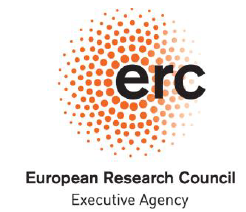 erc
European Research Council
Executive Agency